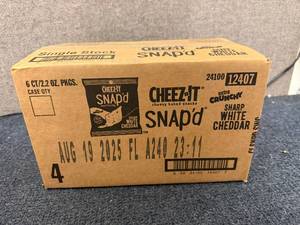 Single Stock
CHEEZ-IT
SNAP'd
6 CT/2.2 OZ. PKGS.
CASE QTY
24100 12407
CHEEZ-IT
SNAP'd
WHITE
CHEDDAR
CHEEZ-IT
cheesy baked snacks
SNAP'd
CRUNCHY
SHARP
WHITE
CHEDDAR
AUG 19 2025 FL A240 23:11
4